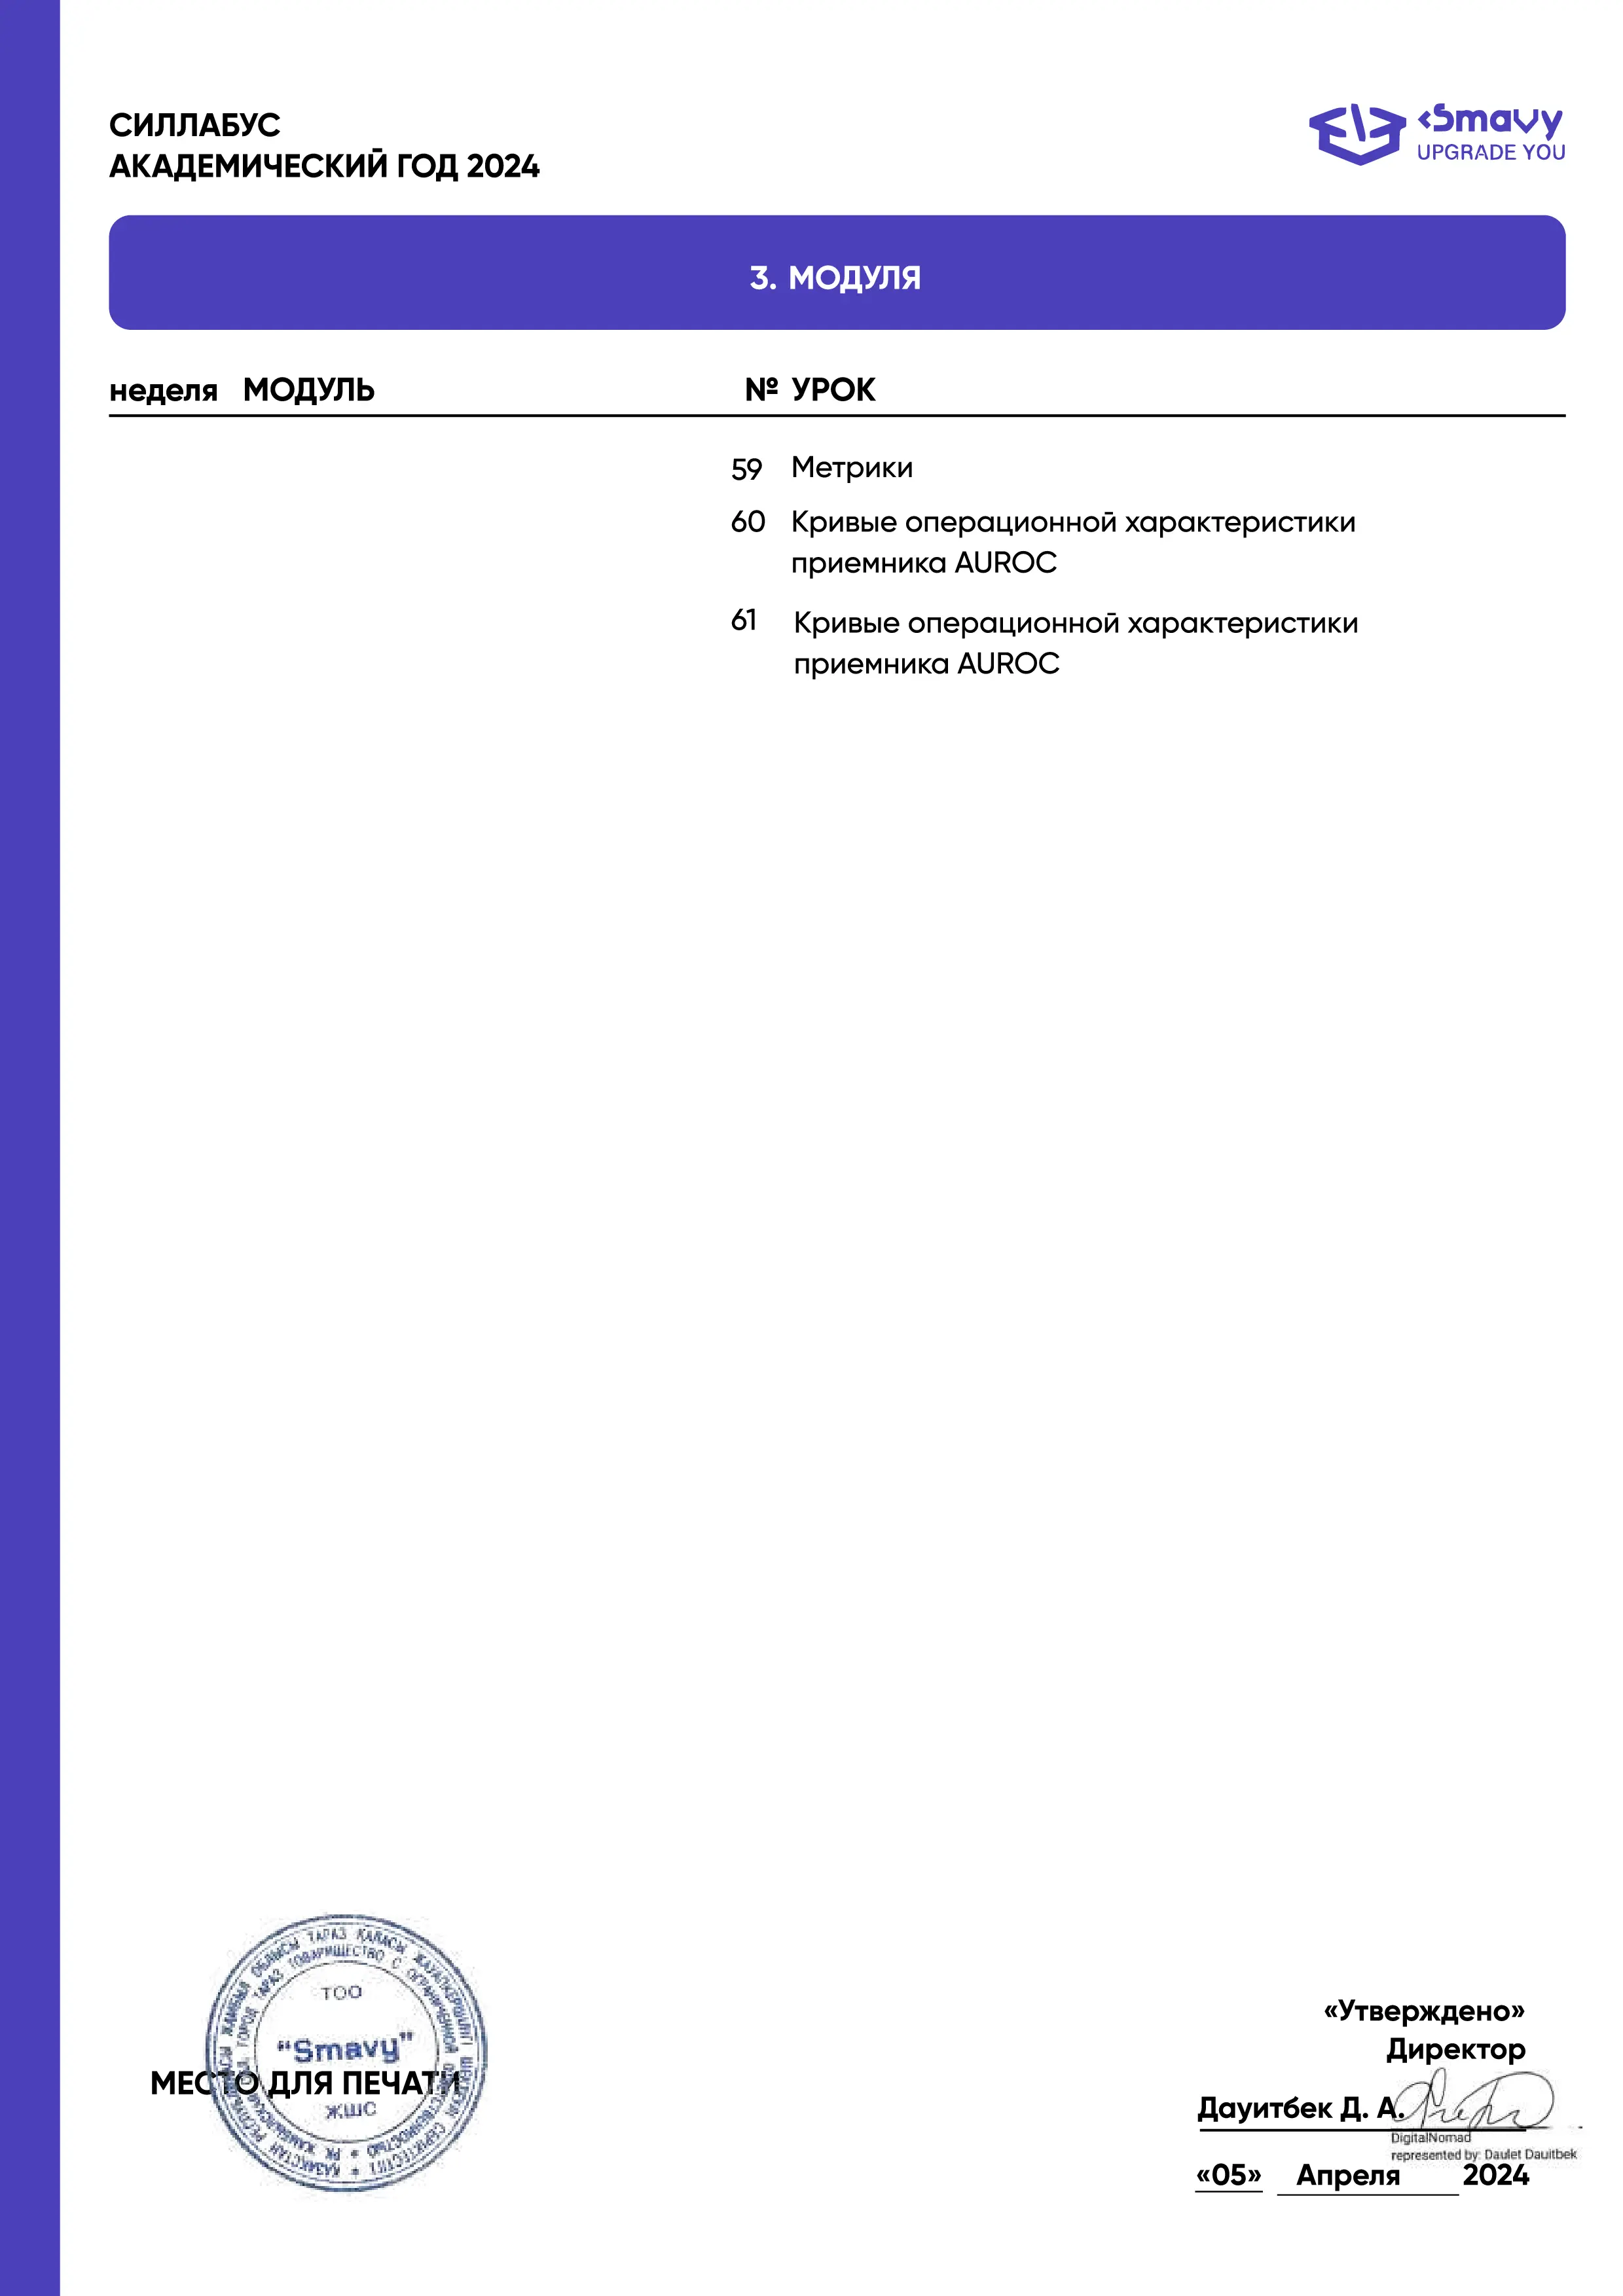 СИЛЛАБУС
АКАДЕМИЧЕСКИЙ ГОД 2024
Smavy
UPGRADE YOU
3. МОДУЛЯ
неделя МОДУЛЬ № УРОК
59 Метрики
60 Кривые операционной характеристики
приемника AUROC
61 Кривые операционной характеристики
приемника AUROC
ҚАЗАҚСТАН РЕСПУБЛИКАСЫ ЖАМБЫЛ ОБЛЫСЫ ТАРАЗ ҚАЛАСЫ ЖАУАПКЕРШІЛІГІ ШЕКТЕУЛІ СЕРІКТЕСТІГІ
ГОРОД ТАРАЗ ТОВАРИЩЕСТВО С ОГРАНИЧЕННОЙ ОТВЕТСТВЕННОСТЬЮ * РК ЖАМБЫЛСКАЯ
ТОО
“Smavy”
ЖШС
МЕСТО ДЛЯ ПЕЧАТИ
«Утверждено»
Директор
Дауитбек Д. А.
DigitalNomad
represented by: Daulet Dauitbek
«05» Апреля 2024